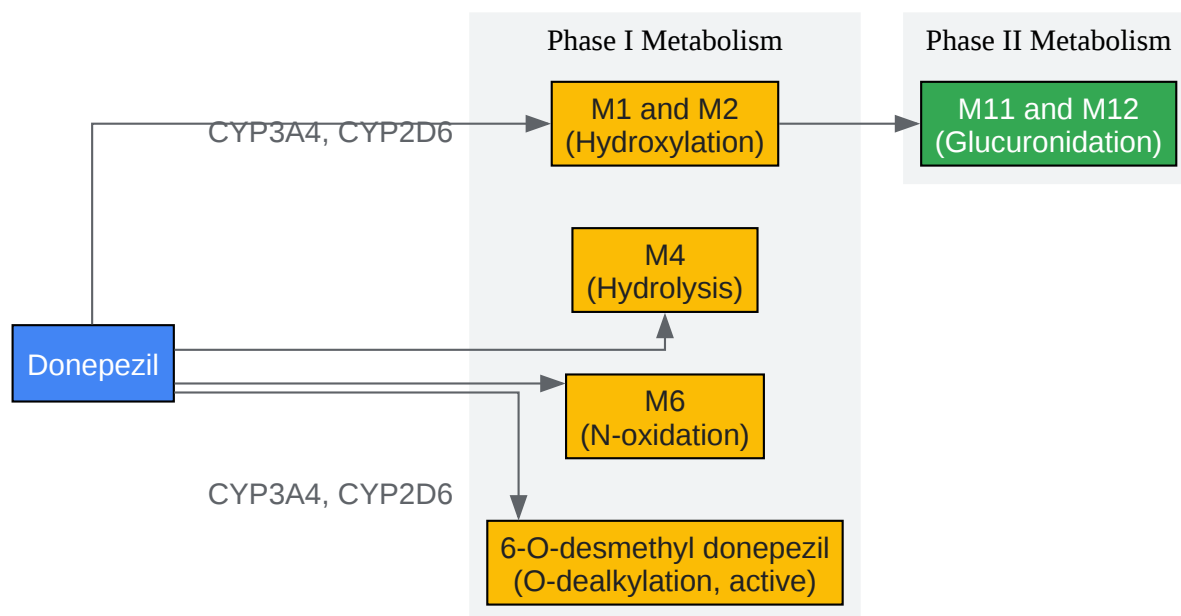 Phase I Metabolism
Phase II Metabolism
M1 and M2
(Hydroxylation)
M11 and M12
(Glucuronidation)
CYP3A4, CYP2D6
M4
(Hydrolysis)
Donepezil
M6
(N-oxidation)
CYP3A4, CYP2D6
6-O-desmethyl donepezil
(O-dealkylation, active)